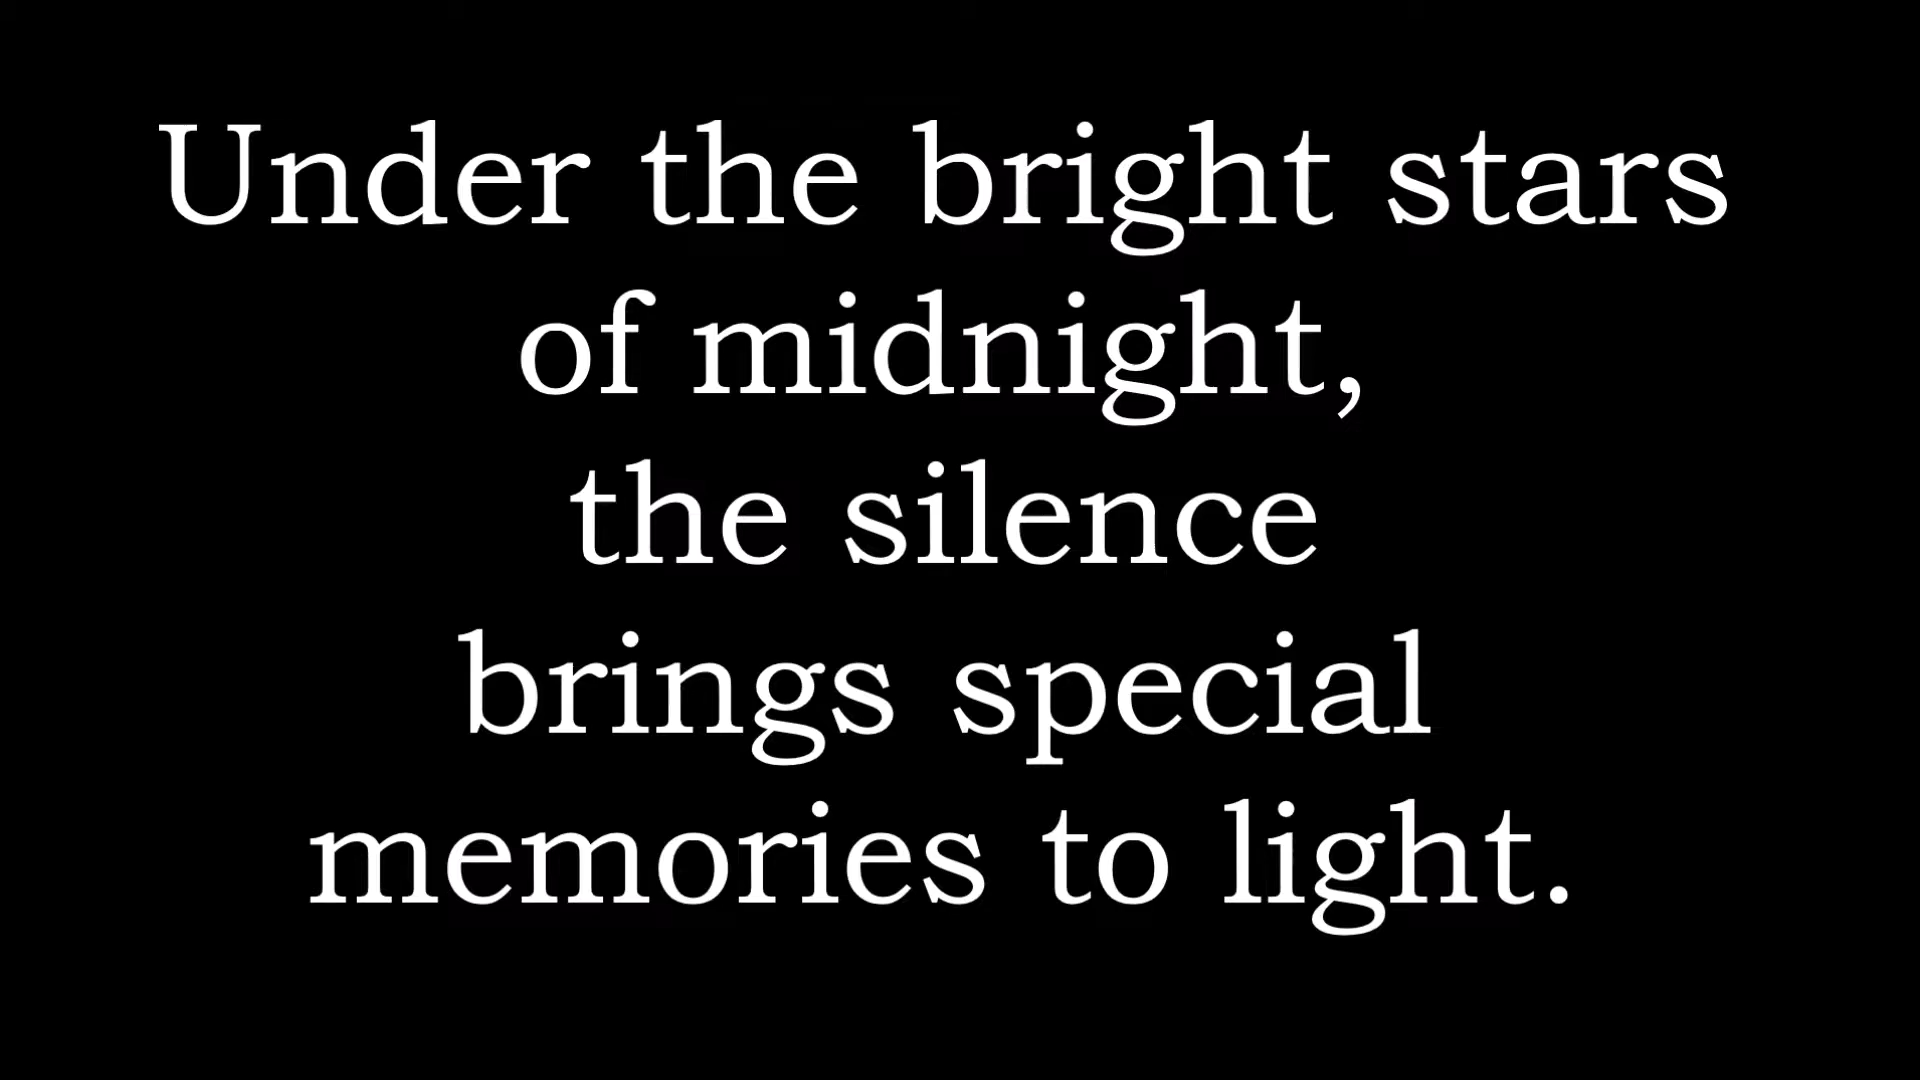 Under the bright stars
of midnight,
the silence
brings special
memories to light.